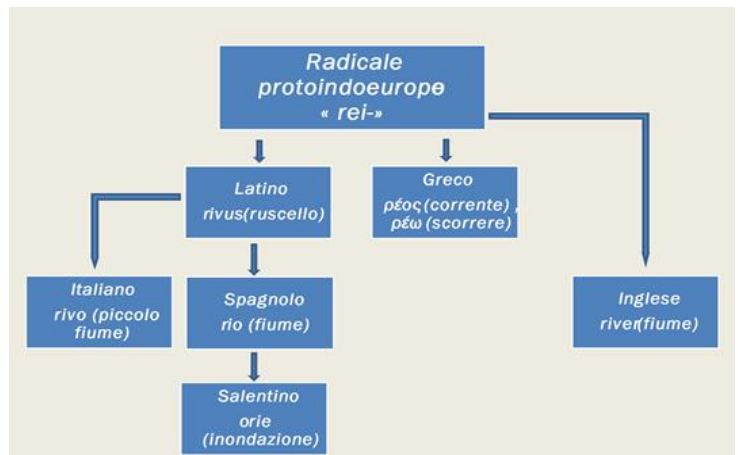 Radicale
protoindoeuropeo
« rei-»
Latino
rivus(ruscello)
Greco
ρέος (corrente) ,
ρέω (scorrere)
Italiano
rivo (piccolo
fiume)
Spagnolo
rio (fiume)
Inglese
river(fiume)
Salentino
orie
(inondazione)